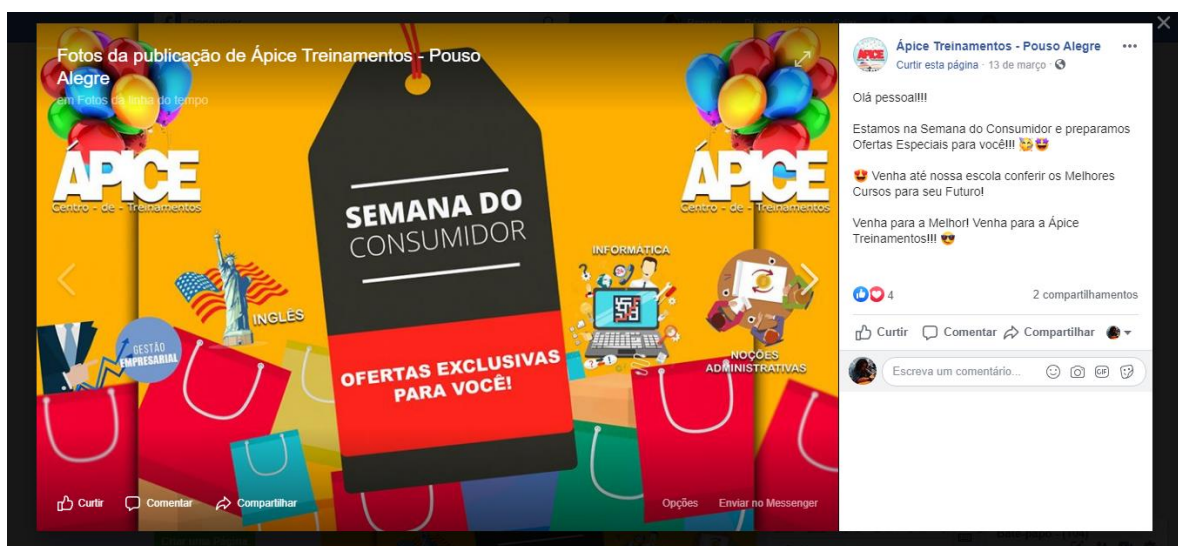 Fotos da publicação de Ápice Treinamentos - Pouso
Alegre
em Fotos da linha do tempo
ÁPICE
Centro - de - Treinamentos
ÁPICE
Centro - de - Treinamentos
SEMANA DO
CONSUMIDOR
OFERTAS EXCLUSIVAS
PARA VOCÊ!
INGLÊS
GESTÃO
EMPRESARIAL
INFORMÁTICA
NOÇÕES
ADMINISTRATIVAS
Curtir Comentar Compartilhar
Opções Enviar no Messenger
Ápice Treinamentos - Pouso Alegre
Curtir esta página · 13 de março ·
Olá pessoal!!!
Estamos na Semana do Consumidor e preparamos
Ofertas Especiais para você!!!
Venha até nossa escola conferir os Melhores
Cursos para seu Futuro!
Venha para a Melhor! Venha para a Ápice
Treinamentos!!!
4
2 compartilhamentos
Curtir Comentar Compartilhar
Escreva um comentário...
GIF